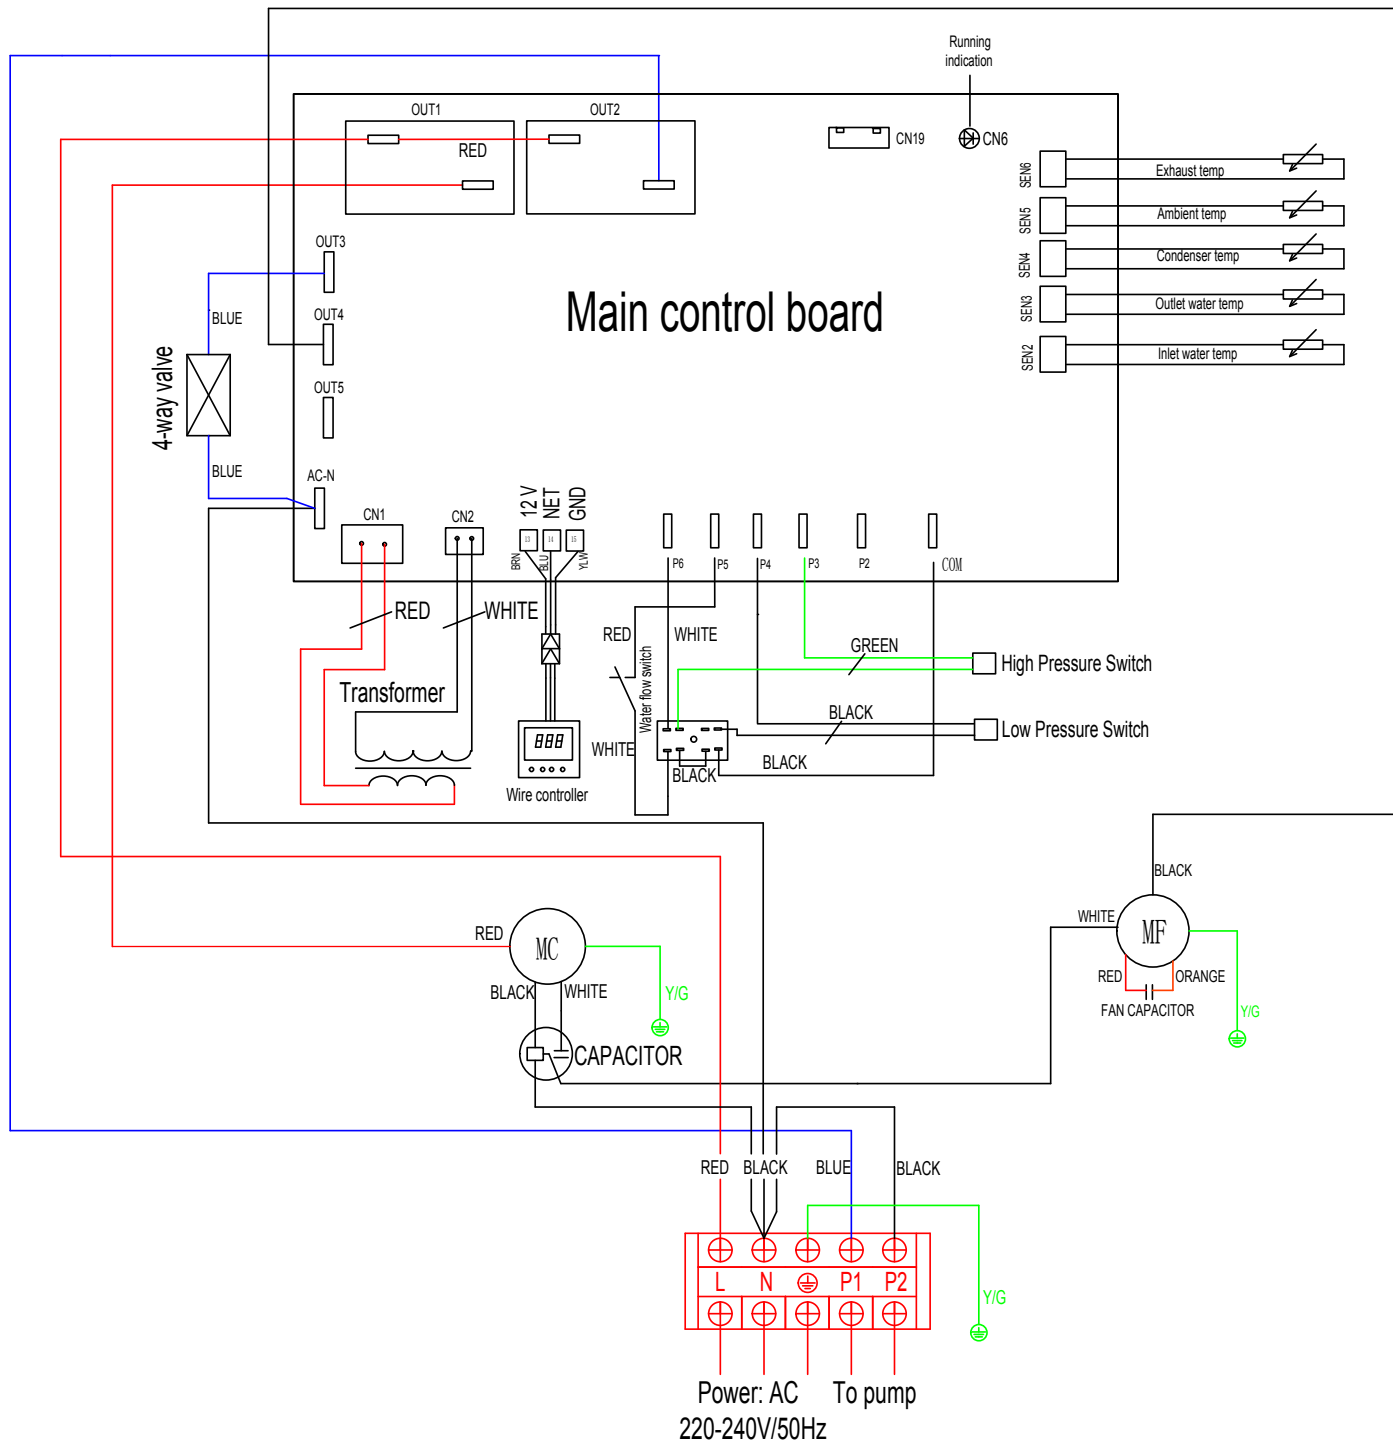 Running
indication
OUT1
OUT2
RED
CN19
CN6
SEN6
Exhaust temp
SEN5
Ambient temp
SEN4
Condenser temp
SEN3
Outlet water temp
SEN2
Inlet water temp
OUT3
BLUE
OUT4
Main control board
4-way valve
OUT5
BLUE
AC-N
CN1
CN2
12 V
NET
GND
13
14
15
BRN
BLU
YLW
P6
P5
P4
P3
P2
COM
RED
WHITE
RED
WHITE
GREEN
High Pressure Switch
Water flow switch
Transformer
BLACK
Low Pressure Switch
888
WHITE
BLACK
BLACK
Wire controller
BLACK
RED
MC
WHITE
MF
BLACK
WHITE
Y/G
RED
ORANGE
FAN CAPACITOR
Y/G
CAPACITOR
RED
BLACK
BLUE
BLACK
L
N
P1
P2
Y/G
Power: AC
To pump
220-240V/50Hz